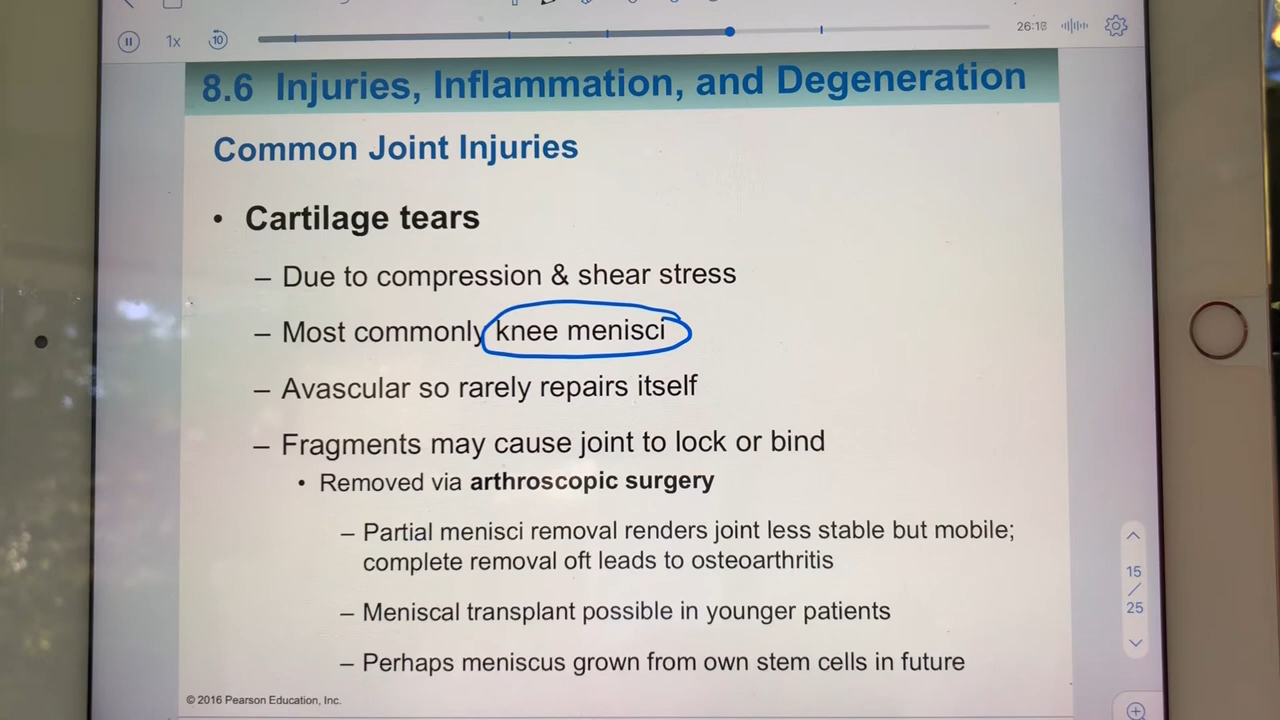 1x
10
26:18
8.6 Injuries, Inflammation, and Degeneration
Common Joint Injuries
• Cartilage tears
– Due to compression & shear stress
– Most commonly knee menisci
– Avascular so rarely repairs itself
– Fragments may cause joint to lock or bind
• Removed via arthroscopic surgery
– Partial menisci removal renders joint less stable but mobile;
complete removal oft leads to osteoarthritis
– Meniscal transplant possible in younger patients
– Perhaps meniscus grown from own stem cells in future
15
/
25
© 2016 Pearson Education, Inc.